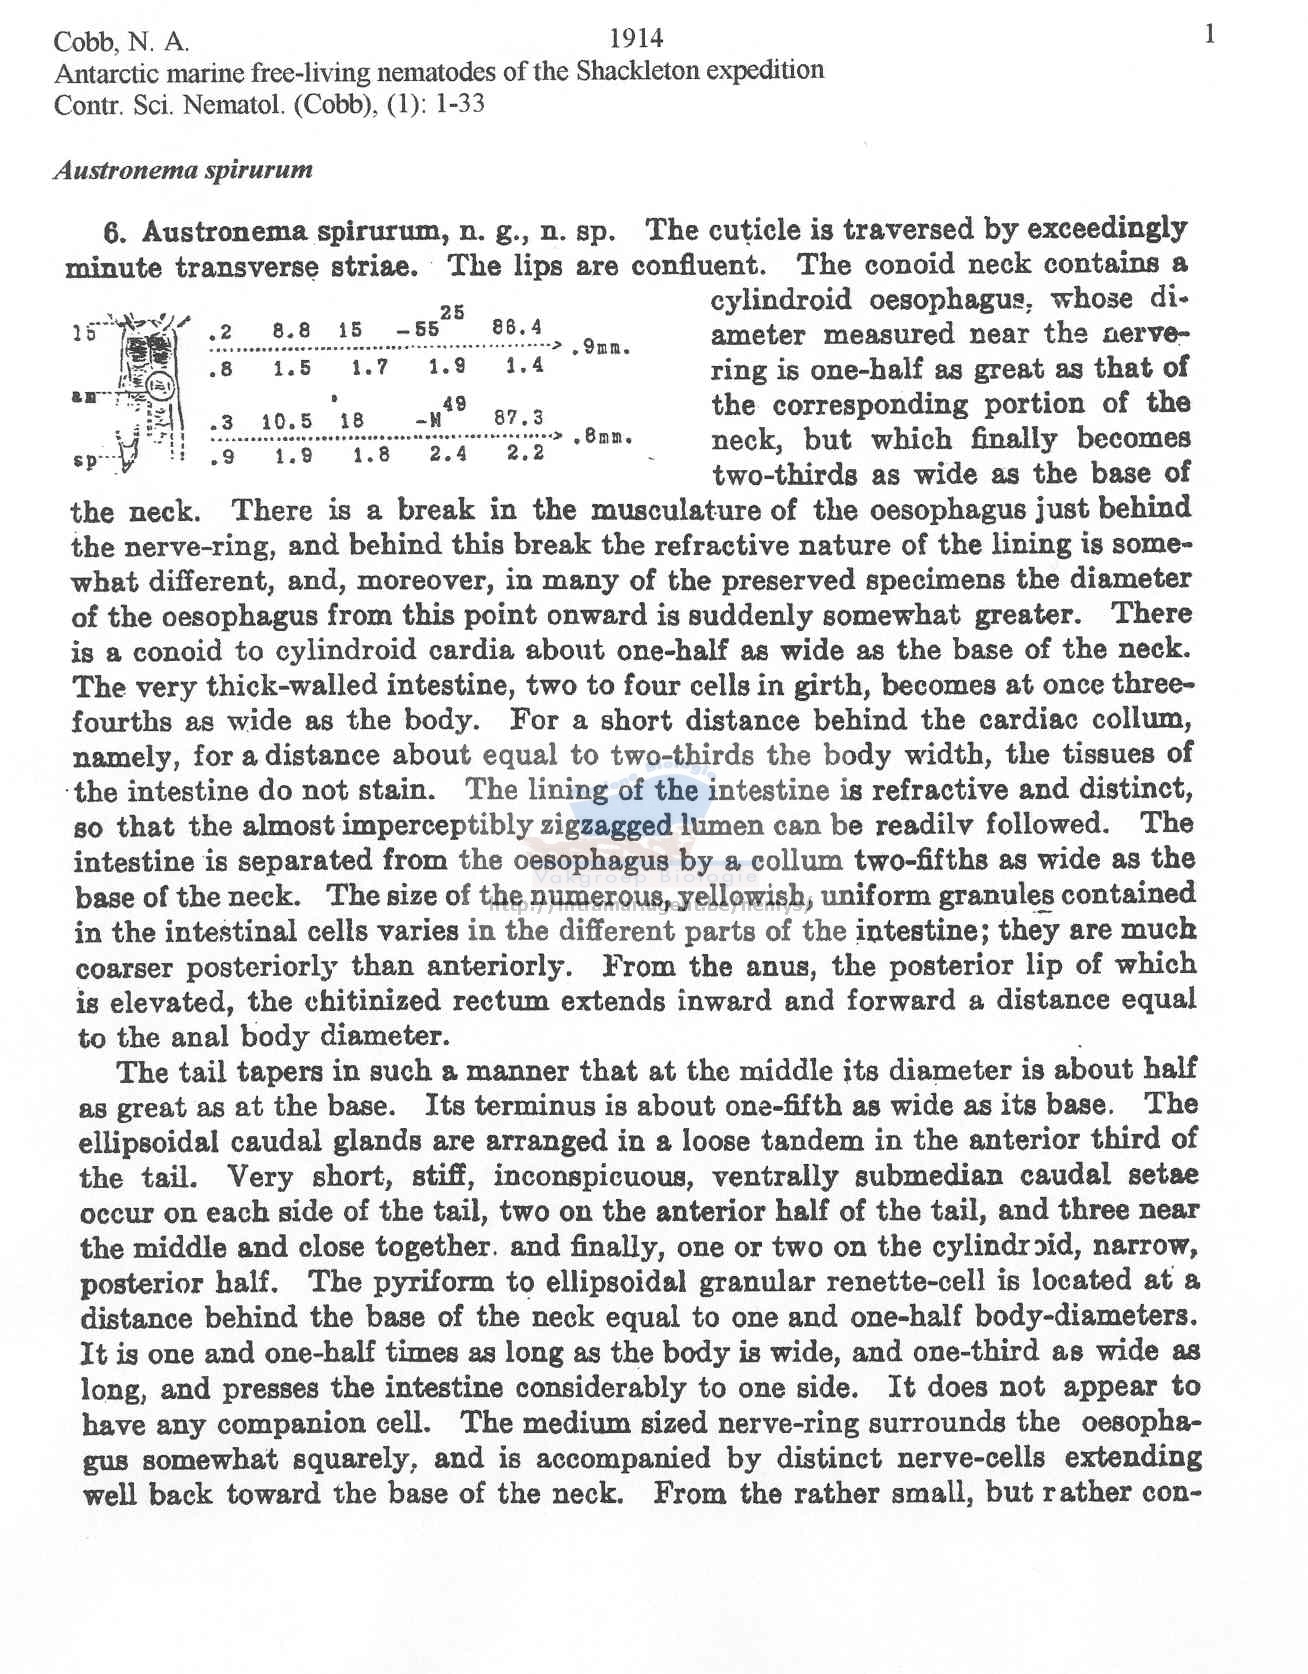 Cobb, N. A. 1914 1
Antarctic marine free-living nematodes of the Shackleton expedition
Contr. Sci. Nematol. (Cobb), (1): 1-33
Austronema spirurum
6. Austronema spirurum, n. g., n. sp. The cuticle is traversed by exceedingly
minute transverse striae. The lips are confluent. The conoid neck contains a
cylindroid oesophagus, whose di-
ameter measured near the nerve-
ring is one-half as great as that of
the corresponding portion of the
neck, but which finally becomes
two-thirds as wide as the base of
15
am
sp
.2 8.8 15 -55 25 86.4
.9mm.
.8 1.5 1.7 1.9 1.4
.3 10.5 18 -M 49 87.3
.8mm.
.9 1.9 1.8 2.4 2.2
the neck. There is a break in the musculature of the oesophagus just behind
the nerve-ring, and behind this break the refractive nature of the lining is some-
what different, and, moreover, in many of the preserved specimens the diameter
of the oesophagus from this point onward is suddenly somewhat greater. There
is a conoid to cylindroid cardia about one-half as wide as the base of the neck.
The very thick-walled intestine, two to four cells in girth, becomes at once three-
fourths as wide as the body. For a short distance behind the cardiac collum,
namely, for a distance about equal to two-thirds the body width, the tissues of
the intestine do not stain. The lining of the intestine is refractive and distinct,
so that the almost imperceptibly zigzagged lumen can be readily followed. The
intestine is separated from the oesophagus by a collum two-fifths as wide as the
Vakgroep Biologie
base of the neck. The size of the numerous, yellowish, uniform granules contained
in the intestinal cells varies in the different parts of the intestine; they are much
coarser posteriorly than anteriorly. From the anus, the posterior lip of which
is elevated, the chitinized rectum extends inward and forward a distance equal
to the anal body diameter.
The tail tapers in such a manner that at the middle its diameter is about half
as great as at the base. Its terminus is about one-fifth as wide as its base. The
ellipsoidal caudal glands are arranged in a loose tandem in the anterior third of
the tail. Very short, stiff, inconspicuous, ventrally submedian caudal setae
occur on each side of the tail, two on the anterior half of the tail, and three near
the middle and close together. and finally, one or two on the cylindroid, narrow,
posterior half. The pyriform to ellipsoidal granular renette-cell is located at a
distance behind the base of the neck equal to one and one-half body-diameters.
It is one and one-half times as long as the body is wide, and one-third as wide as
long, and presses the intestine considerably to one side. It does not appear to
have any companion cell. The medium sized nerve-ring surrounds the oesopha-
gus somewhat squarely, and is accompanied by distinct nerve-cells extending
well back toward the base of the neck. From the rather small, but rather con-